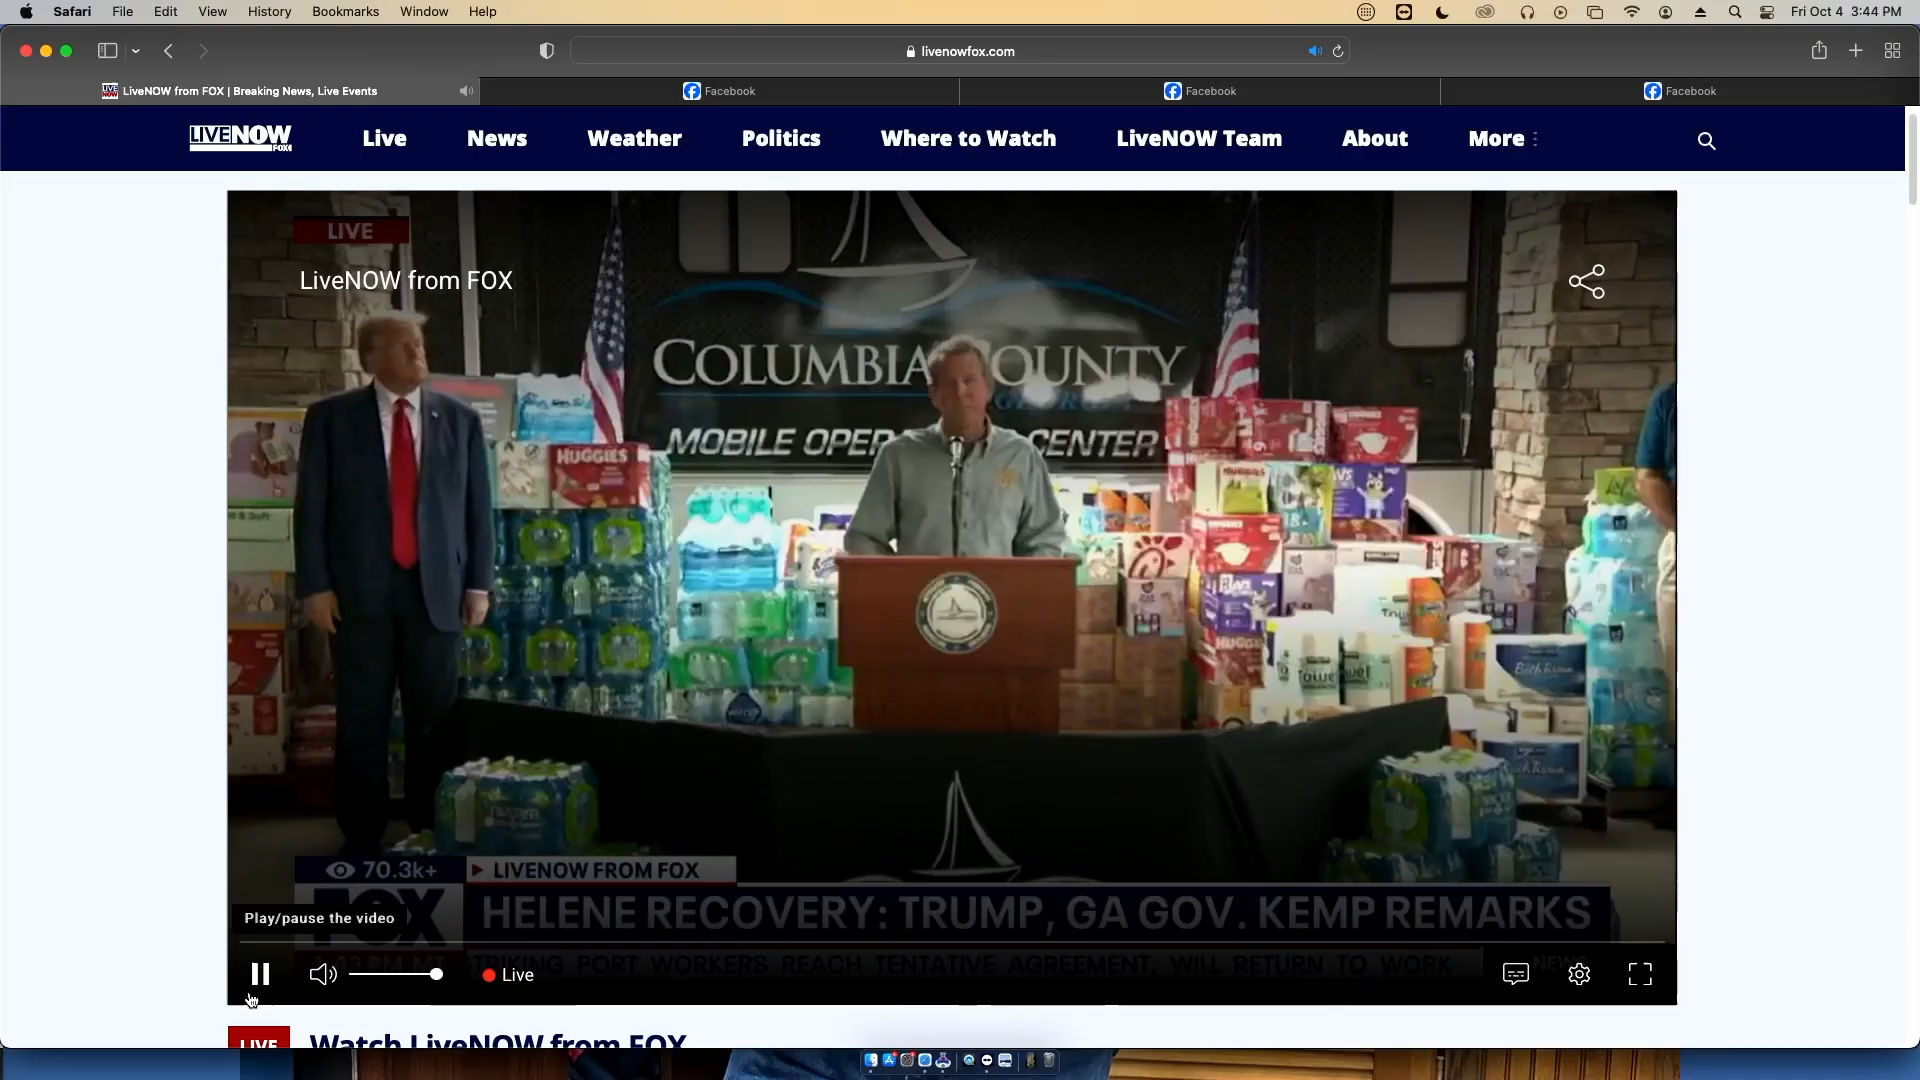 Safari File Edit View History Bookmarks Window Help Fri Oct 4 3:44 PM
livenowfox.com
LiveNOW from FOX | Breaking News, Live Events Facebook Facebook Facebook
LIVENOW FOX Live News Weather Politics Where to Watch LiveNOW Team About More
LIVE
LiveNOW from FOX
COLUMBIA COUNTY
MOBILE OPER CENTER
HUGGIES
70.3k+ LIVENOW FROM FOX
FOX HELENE RECOVERY: TRUMP, GA GOV. KEMP REMARKS
Play/pause the video
STRIKING PORT WORKERS REACH TENTATIVE AGREEMENT, WILL RETURN TO WORK
Live
LIVE Watch LiveNOW from FOX